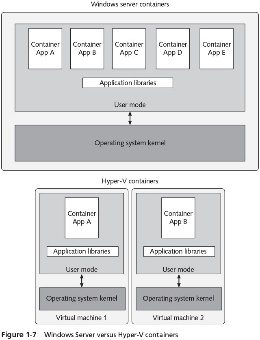 Windows server containers
Container App A
Container App B
Container App C
Container App D
Container App E
Application libraries
User mode
Operating system kernel
Hyper-V containers
Container App A
Application libraries
User mode
Operating system kernel
Virtual machine 1
Container App B
Application libraries
User mode
Operating system kernel
Virtual machine 2
Figure 1-7 Windows Server versus Hyper-V containers